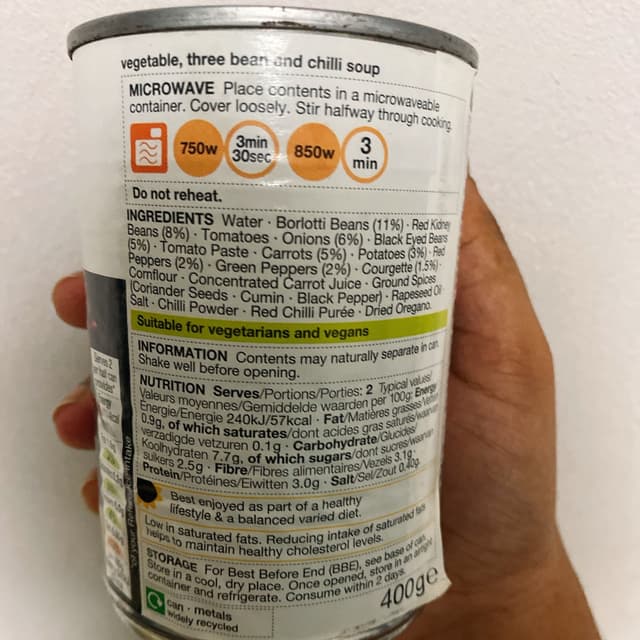 vegetable, three bean and chilli soup
MICROWAVE Place contents in a microwaveable
container. Cover loosely. Stir halfway through cooking.
750w 3min 30sec 850w 3 min
Do not reheat.
INGREDIENTS Water · Borlotti Beans (11%) · Red Kidney
Beans (8%) · Tomatoes · Onions (6%) · Black Eyed Beans
(5%) · Tomato Paste · Carrots (5%) · Potatoes (3%) · Red
Peppers (2%) · Green Peppers (2%) · Courgette (1.5%) ·
Cornflour · Concentrated Carrot Juice · Ground Spices
(Coriander Seeds · Cumin · Black Pepper) · Rapeseed Oil ·
Salt · Chilli Powder · Red Chilli Purée · Dried Oregano.
Suitable for vegetarians and vegans
INFORMATION Contents may naturally separate in can.
Shake well before opening.
NUTRITION Serves/Portions/Porties: 2 Typical values/
Valeurs moyennes/Gemiddelde waarden per 100g: Energy/
Energie/Energie 240kJ/57kcal · Fat/Matières grasses/Vetten
0.9g, of which saturates/dont acides gras saturés/waarvan
verzadigde vetzuren 0.1g · Carbohydrate/Glucides/
Koolhydraten 7.7g, of which sugars/dont sucres/waarvan
suikers 2.5g · Fibre/Fibres alimentaires/Vezels 3.1g ·
Protein/Protéines/Eiwitten 3.0g · Salt/Sel/Zout 0.40g.
Best enjoyed as part of a healthy
lifestyle & a balanced varied diet.
Low in saturated fats. Reducing intake of saturated fats
helps to maintain healthy cholesterol levels.
STORAGE For Best Before End (BBE), see base of can.
Store in a cool, dry place. Once opened, store in an airtight
container and refrigerate. Consume within 2 days.
can · metals
widely recycled
400g℮